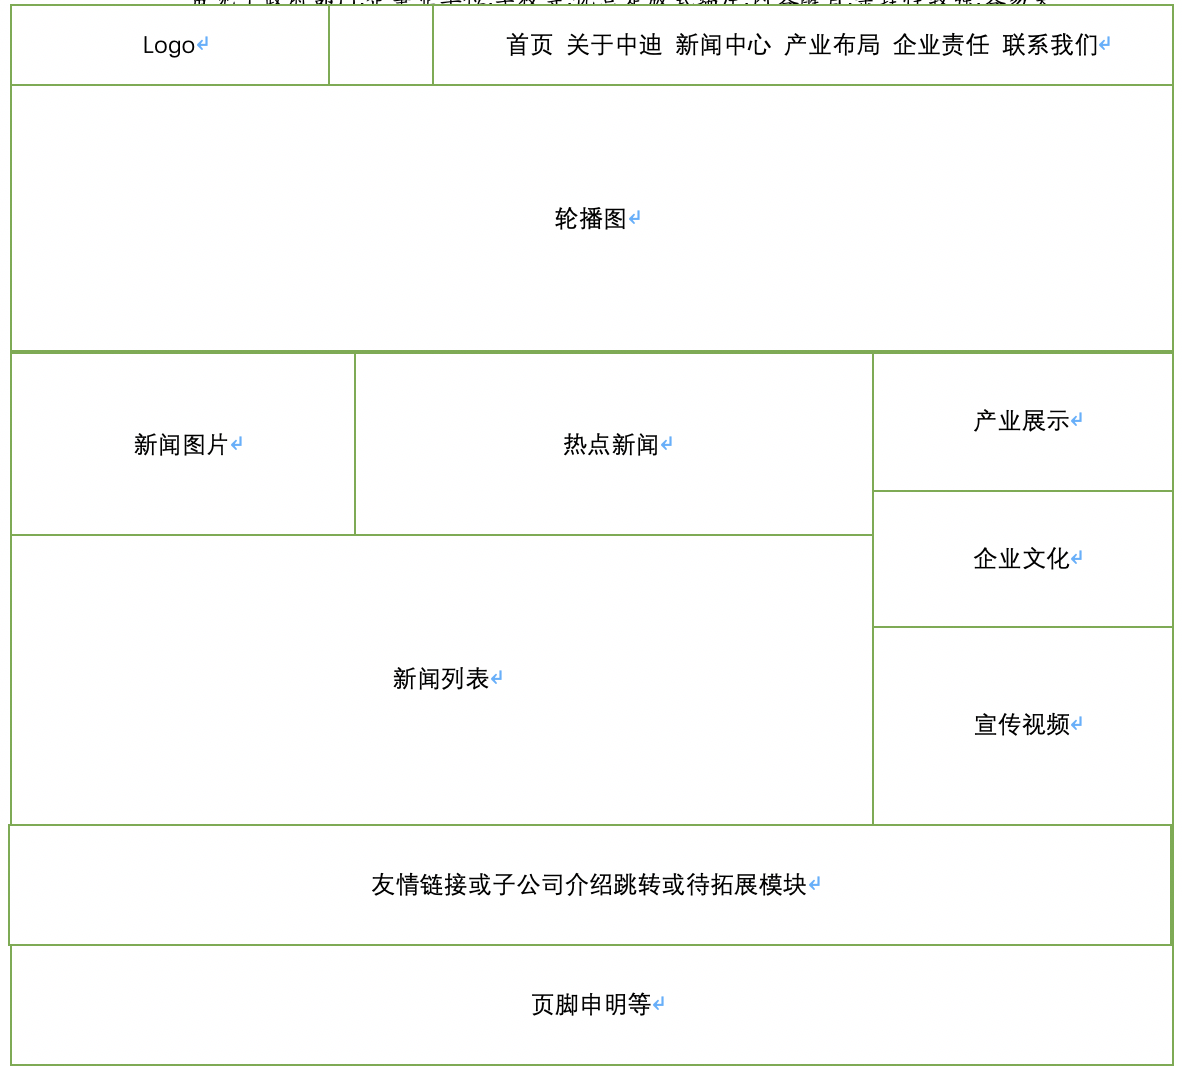 Logo
首页 关于中迪 新闻中心 产业布局 企业责任 联系我们
轮播图
新闻图片
热点新闻
产业展示
企业文化
新闻列表
宣传视频
友情链接或子公司介绍跳转或待拓展模块
页脚申明等